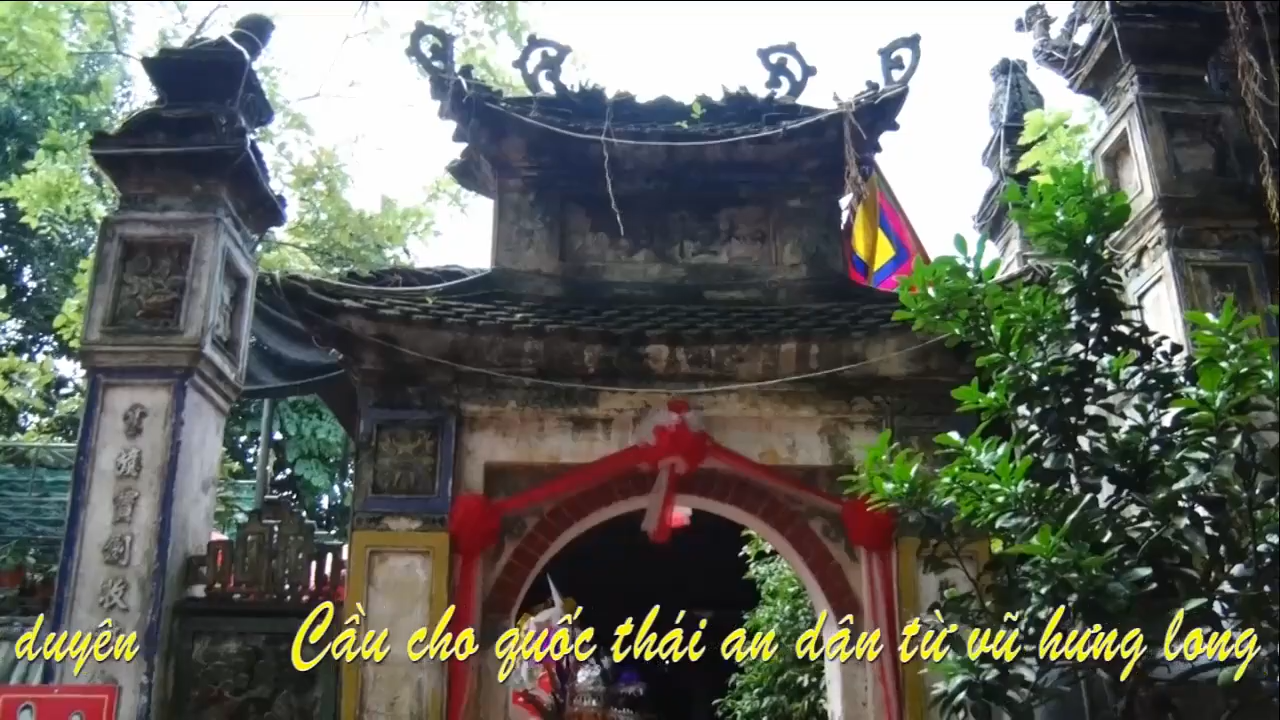 duyên Cầu cho quốc thái an dân từ vũ hưng long